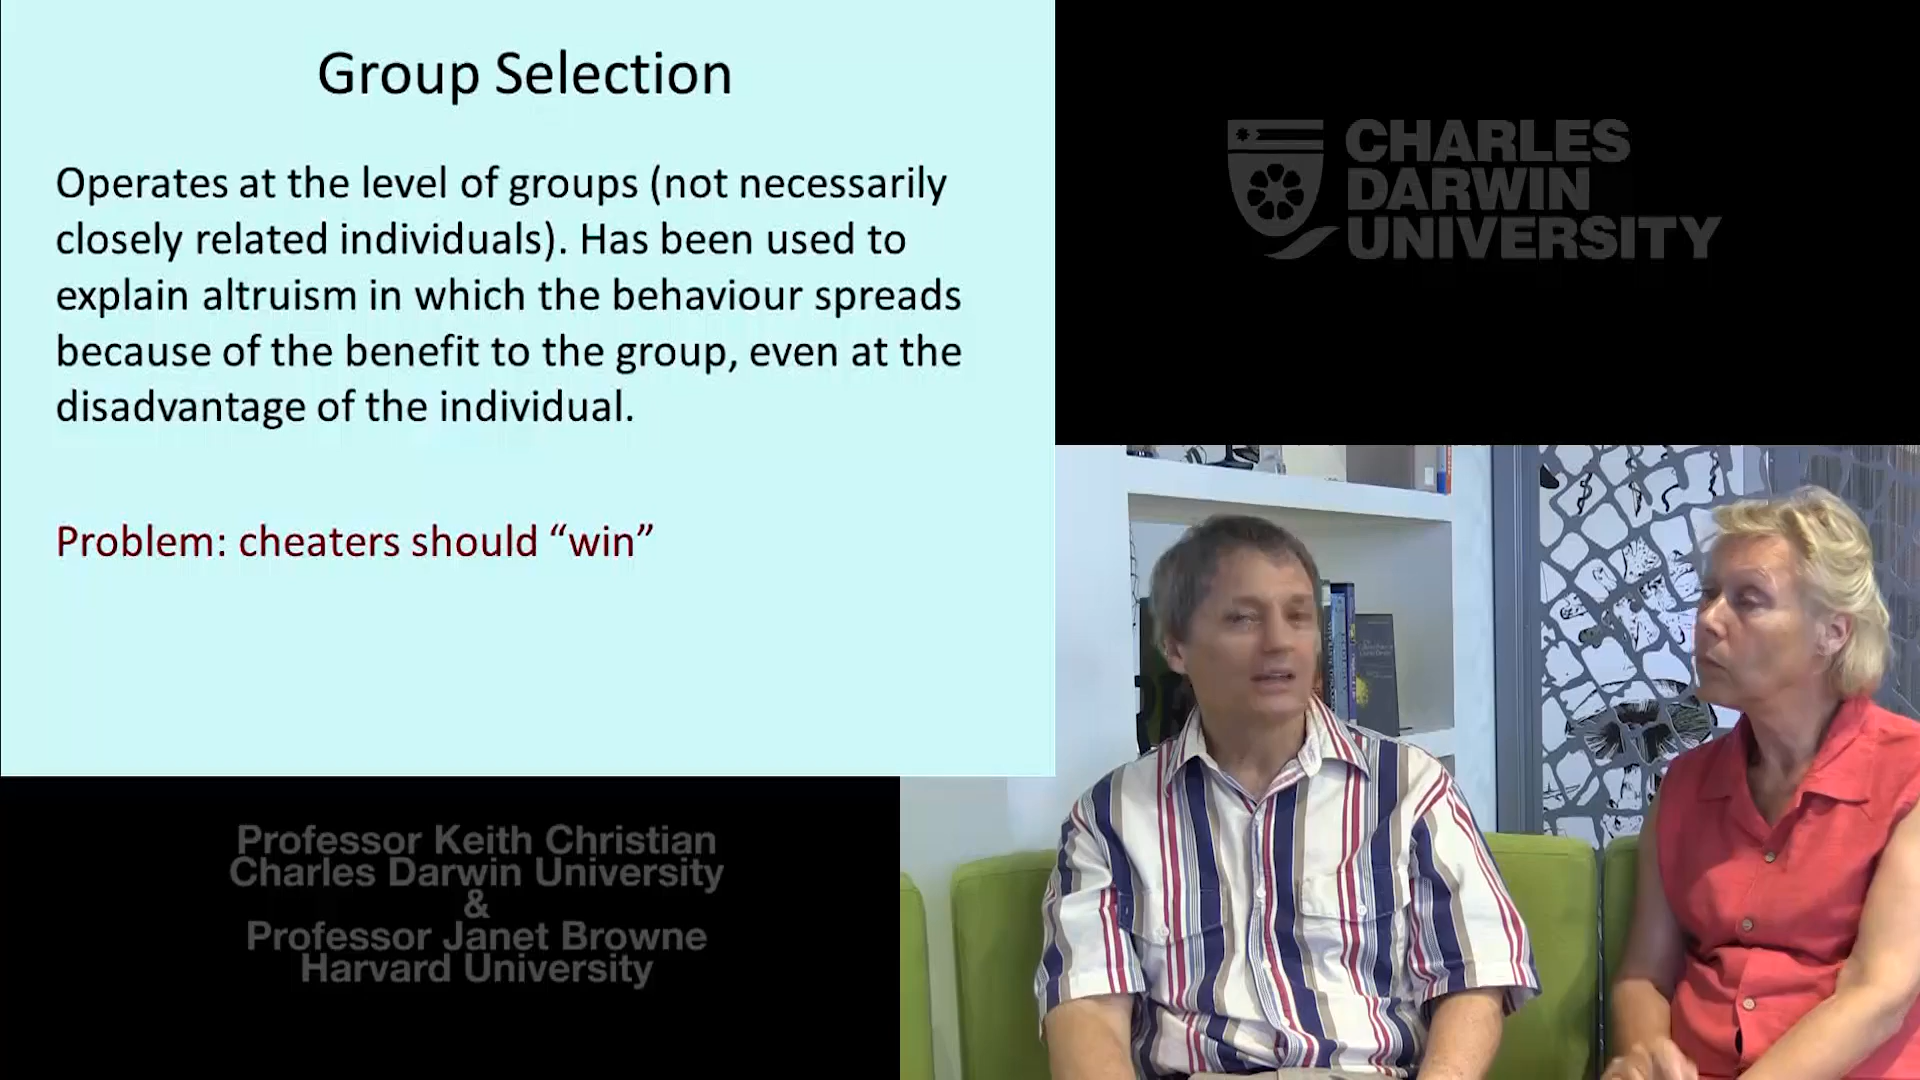 Group Selection
Operates at the level of groups (not necessarily
closely related individuals). Has been used to
explain altruism in which the behaviour spreads
because of the benefit to the group, even at the
disadvantage of the individual.
Problem: cheaters should “win”
CHARLES
DARWIN
UNIVERSITY
Professor Keith Christian
Charles Darwin University
&
Professor Janet Browne
Harvard University